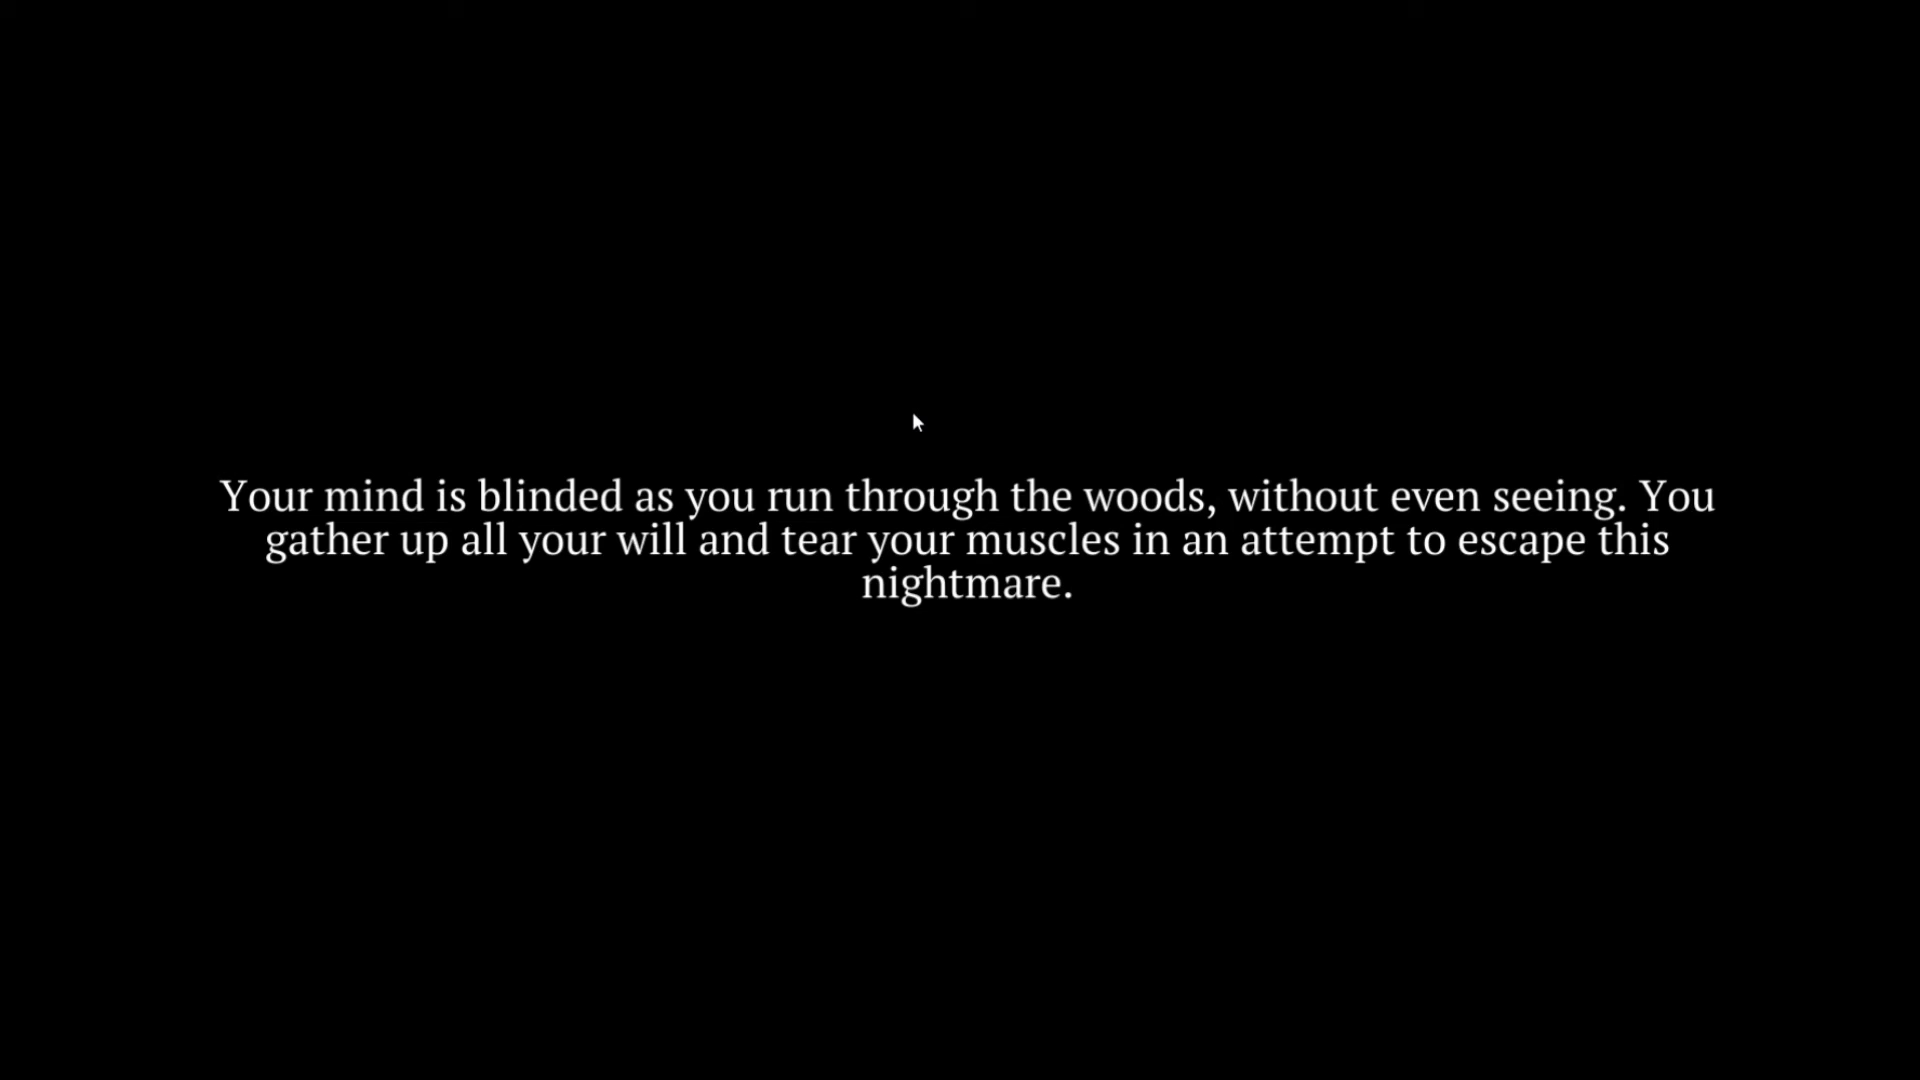 Your mind is blinded as you run through the woods, without even seeing. You
gather up all your will and tear your muscles in an attempt to escape this
nightmare.